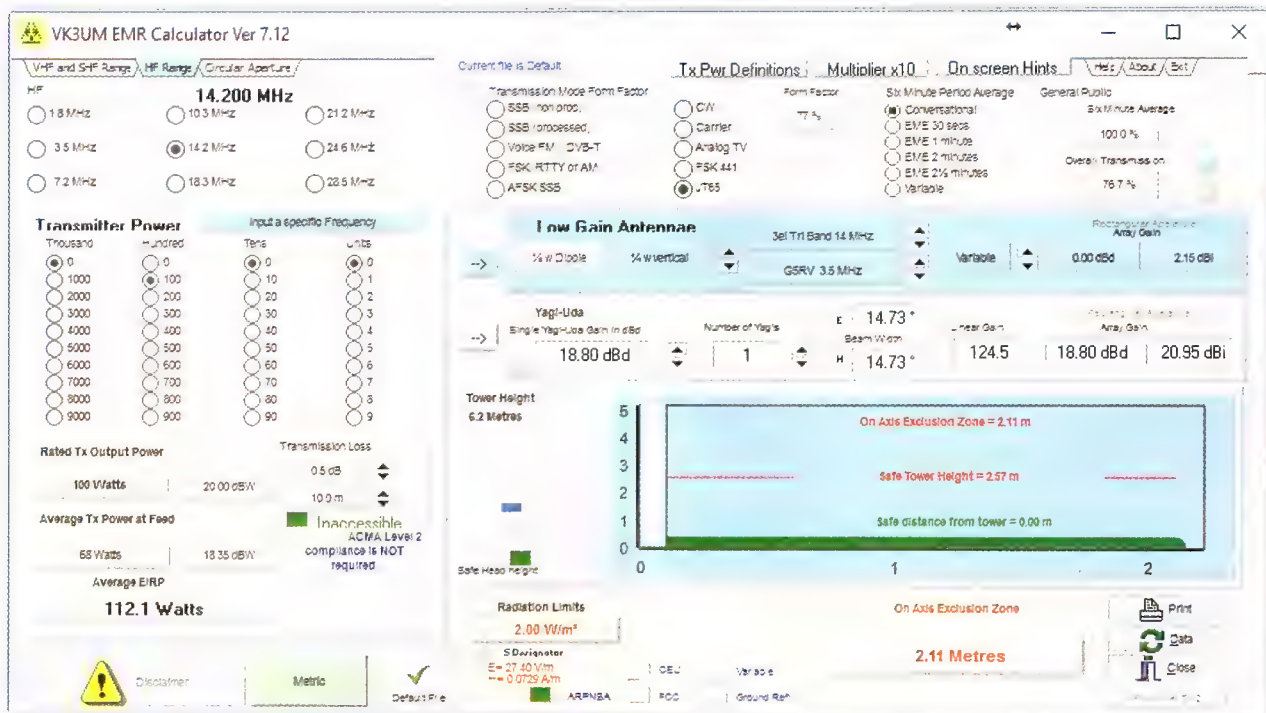 VK3UM EMR Calculator Ver 7.12
VHF and SHF Range / HF Range / Circular Aperture
Current file is Default
Tx Pwr Definitions
Multiplier x10
On screen Hints
Help / About / Exit
HF
14.200 MHz
1.8 MHz
10.3 MHz
21.2 MHz
3.5 MHz
14.2 MHz
24.6 MHz
7.2 MHz
18.3 MHz
28.5 MHz
Transmission Mode Form Factor
SSB
SSB (processed)
Voice FM DVB-T
FSK, RTTY or AM
AFSK SSB
CW
Carrier
Analog TV
FSK 441
JT65
Form Factor
77 %
Six Minute Period Average
Conversational
EME 30 secs
EME 1 minute
EME 2 minutes
EME 2½ minutes
Variable
General Public
Six Minute Average
100.0 %
Overall Transmission
76.7 %
Transmitter Power
Input a specific Frequency
Thousand
Hundred
Tens
Units
0 0 0 0
1000 100 10 1
2000 200 20 2
3000 300 30 3
4000 400 40 4
5000 500 50 5
6000 600 60 6
7000 700 70 7
8000 800 80 8
9000 900 90 9
Low Gain Antennae
-->
Dipole
¼ w vertical
3el Tri Band 14 MHz
G5RV 3.5 MHz
Variable
Rectangular Aperture
Array Gain
0.00 dBd
2.15 dBi
Yagi-Uda
-->
Single Yagi-Uda Gain in dBd
18.80 dBd
Number of Yagi's
1
E 14.73 °
Beam Width
H 14.73 °
Linear Gain
124.5
Array Gain
18.80 dBd
20.95 dBi
Rated Tx Output Power
100 Watts
20.00 dBW
Transmission Loss
0.5 dB
10.0 m
Average Tx Power at Feed
68 Watts
18.35 dBW
Inaccessible
ACMA Level 2
compliance is NOT
required
Average EIRP
112.1 Watts
Tower Height
6.2 Metres
Safe Head height
5
4
3
2
1
0
On Axis Exclusion Zone = 2.11 m
Safe Tower Height = 2.57 m
Safe distance from tower = 0.00 m
0 1 2
Radiation Limits
2.00 W/m²
S Designator
E= 27.40 V/m
0.0729 A/m
ARPNSA
CEU
FCC
Variable
Ground Ref
On Axis Exclusion Zone
2.11 Metres
Print
Data
Close
Disclaimer
Metric
Default File